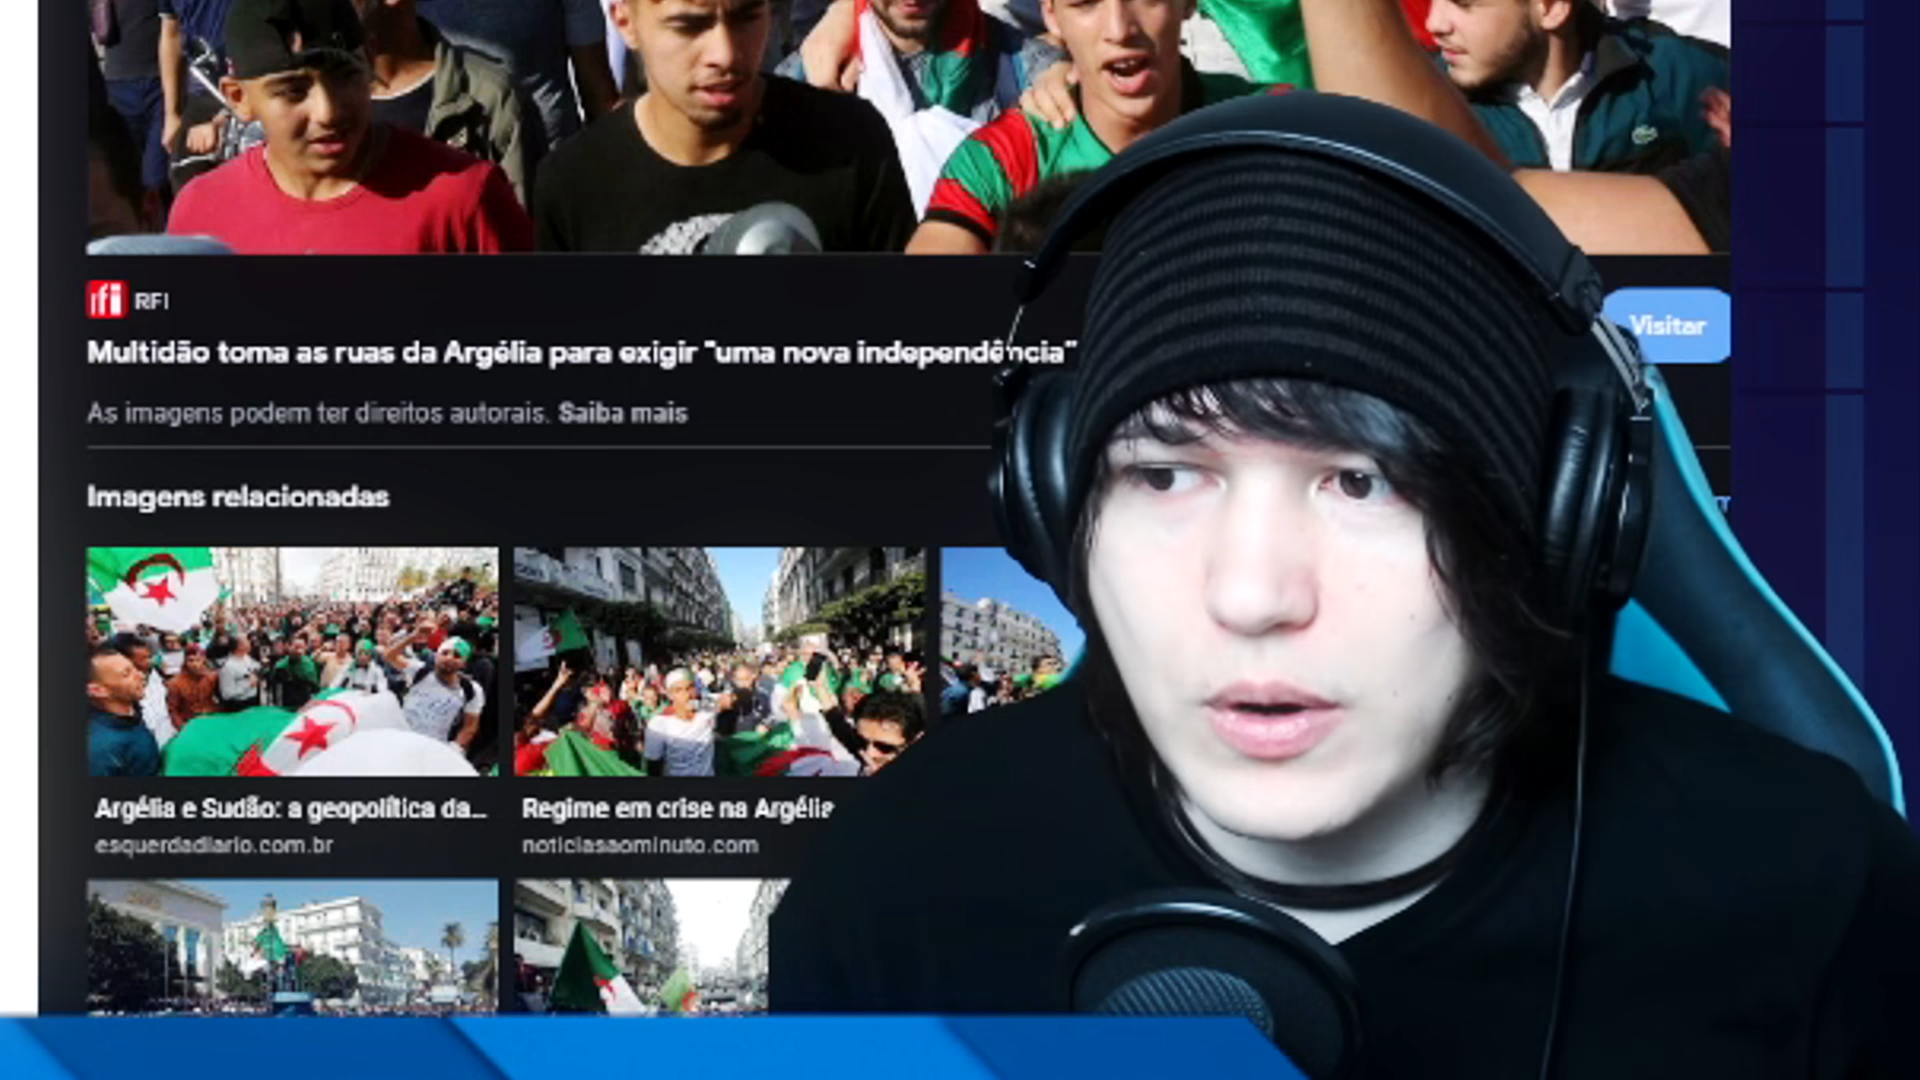 rfi RFI
Visitar
Multidão toma as ruas da Argélia para exigir "uma nova independência"
As imagens podem ter direitos autorais. Saiba mais
Imagens relacionadas
Argélia e Sudão: a geopolítica da...
esquerdadiario.com.br
Regime em crise na Argélia
noticiasaominuto.com